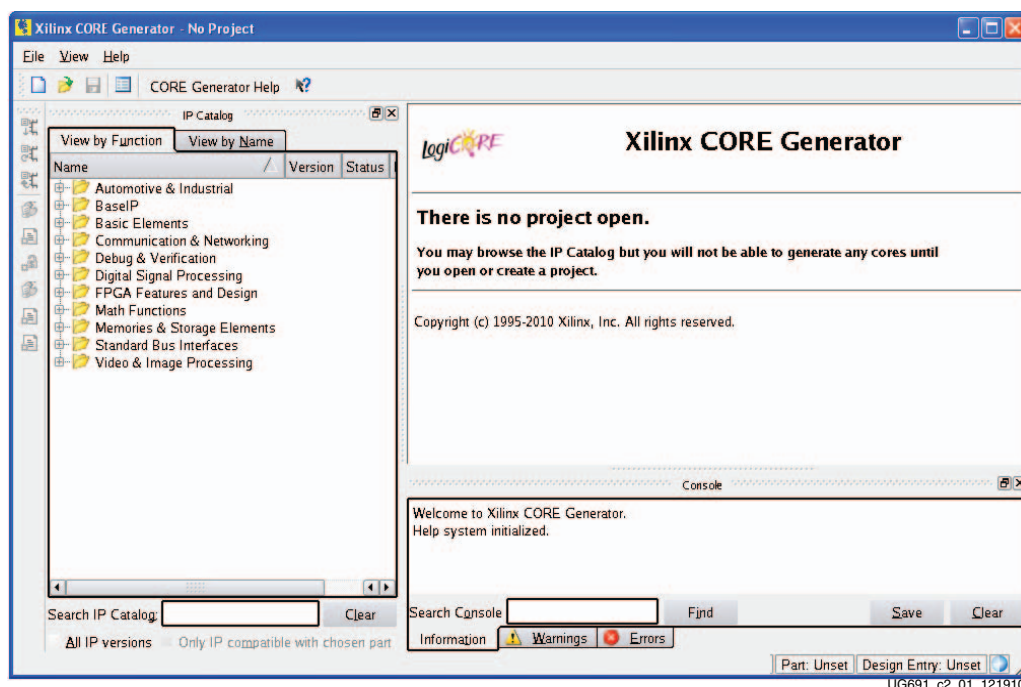 Xilinx CORE Generator - No Project
File View Help
CORE Generator Help
IP Catalog
View by Function View by Name
Name Version Status
Automotive & Industrial
BaseIP
Basic Elements
Communication & Networking
Debug & Verification
Digital Signal Processing
FPGA Features and Design
Math Functions
Memories & Storage Elements
Standard Bus Interfaces
Video & Image Processing
Search IP Catalog: Clear
All IP versions Only IP compatible with chosen part
LogiCORE Xilinx CORE Generator
There is no project open.
You may browse the IP Catalog but you will not be able to generate any cores until
you open or create a project.
Copyright (c) 1995-2010 Xilinx, Inc. All rights reserved.
Console
Welcome to Xilinx CORE Generator.
Help system initialized.
Search Console Find Save Clear
Information Warnings Errors
Part: Unset Design Entry: Unset
UG691_c2_01_121910